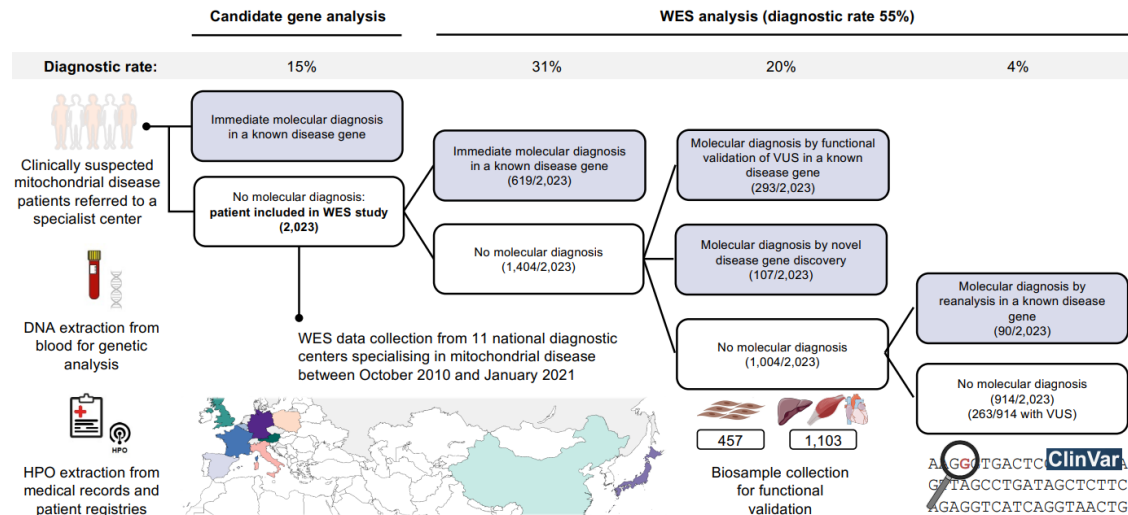 Candidate gene analysis
WES analysis (diagnostic rate 55%)
Diagnostic rate:
15%
31%
20%
4%
Clinically suspected
mitochondrial disease
patients referred to a
specialist center
DNA extraction from
blood for genetic
analysis
HPO
HPO extraction from
medical records and
patient registries
Immediate molecular diagnosis
in a known disease gene
No molecular diagnosis:
patient included in WES study
(2,023)
WES data collection from 11 national diagnostic
centers specialising in mitochondrial disease
between October 2010 and January 2021
Immediate molecular diagnosis
in a known disease gene
(619/2,023)
No molecular diagnosis
(1,404/2,023)
Molecular diagnosis by functional
validation of VUS in a known
disease gene
(293/2,023)
Molecular diagnosis by novel
disease gene discovery
(107/2,023)
No molecular diagnosis
(1,004/2,023)
457
1,103
Biosample collection
for functional
validation
Molecular diagnosis by
reanalysis in a known disease
gene
(90/2,023)
No molecular diagnosis
(914/2,023)
(263/914 with VUS)
AAGGGTGACTC
ClinVar
A
TAGCCTGATAGCTCTTC
AGAGGTCATCAGGTAACTG